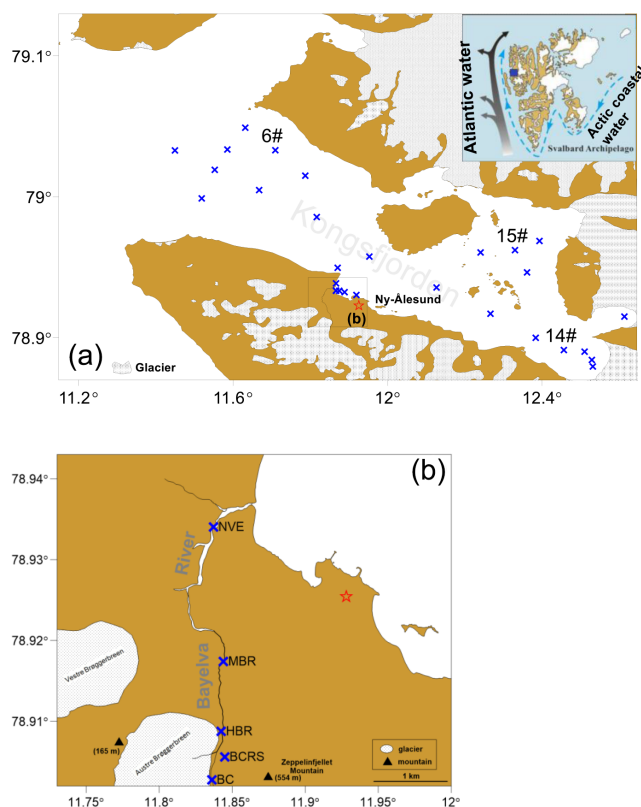 79.1°
79°
78.9°
11.2°
11.6°
12°
12.4°
6#
15#
14#
Kongsfjorden
Ny-Ålesund
(b)
(a)
Glacier
Atlantic water
Actic coastal
water
Svalbard Archipelago
(b)
78.94°
78.93°
78.92°
78.91°
11.75°
11.8°
11.85°
11.9°
11.95°
12°
NVE
River
MBR
Bayelva
HBR
BCRS
BC
Vestre Brøggerbreen
Austre Brøggerbreen
(165 m)
Zeppelinfjellet
Mountain
(554 m)
glacier
mountain
1 km